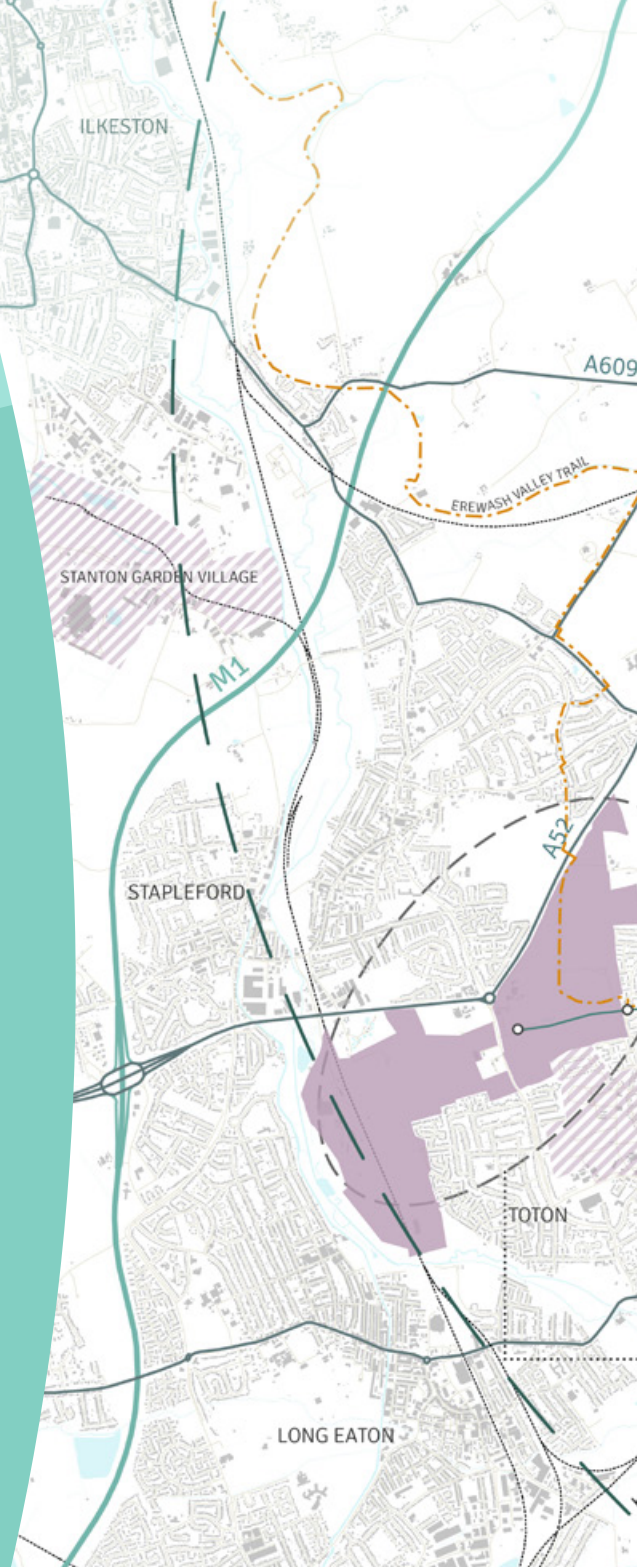 ILKESTON
A609
EREWASH VALLEY TRAIL
STANTON GARDEN VILLAGE
M1
A52
STAPLEFORD
TOTON
LONG EATON